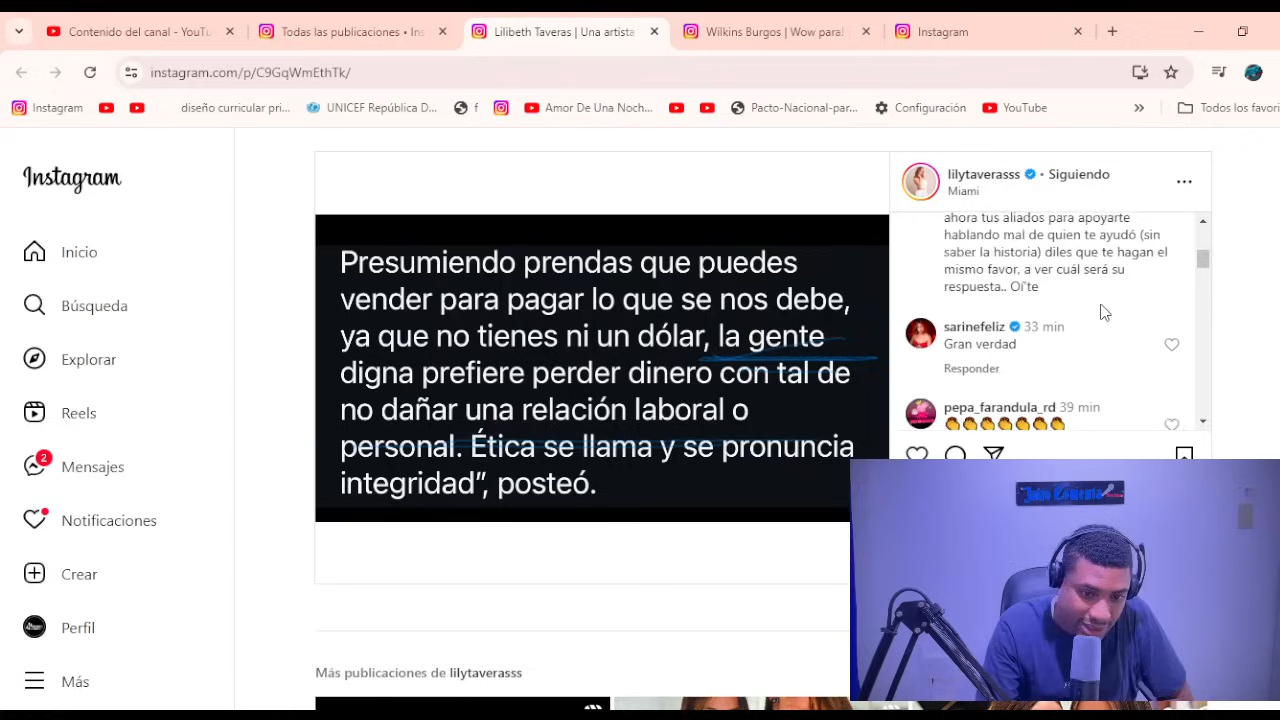 Contenido del canal - YouTu
Todas las publicaciones • Ins
Lilibeth Taveras | Una artista
Wilkins Burgos | Wow para!
Instagram
instagram.com/p/C9GqWmEthTk/
Instagram
diseño curricular pri...
UNICEF República D...
f
Amor De Una Noch...
Pacto-Nacional-par...
Configuración
YouTube
»
Todos los favori
Instagram
Inicio
Búsqueda
Explorar
Reels
2
Mensajes
Notificaciones
Crear
Perfil
Más
Presumiendo prendas que puedes
vender para pagar lo que se nos debe,
ya que no tienes ni un dólar, la gente
digna prefiere perder dinero con tal de
no dañar una relación laboral o
personal. Ética se llama y se pronuncia
integridad”, posteó.
lilytaverasss • Siguiendo
Miami
ahora tus aliados para apoyarte
hablando mal de quien te ayudó (sin
saber la historia) diles que te hagan el
mismo favor, a ver cuál será su
respuesta.. Oí'te
sarinefeliz 33 min
Gran verdad
Responder
pepa_farandula_rd 39 min
👏👏👏👏👏👏👏
Más publicaciones de lilytaverasss